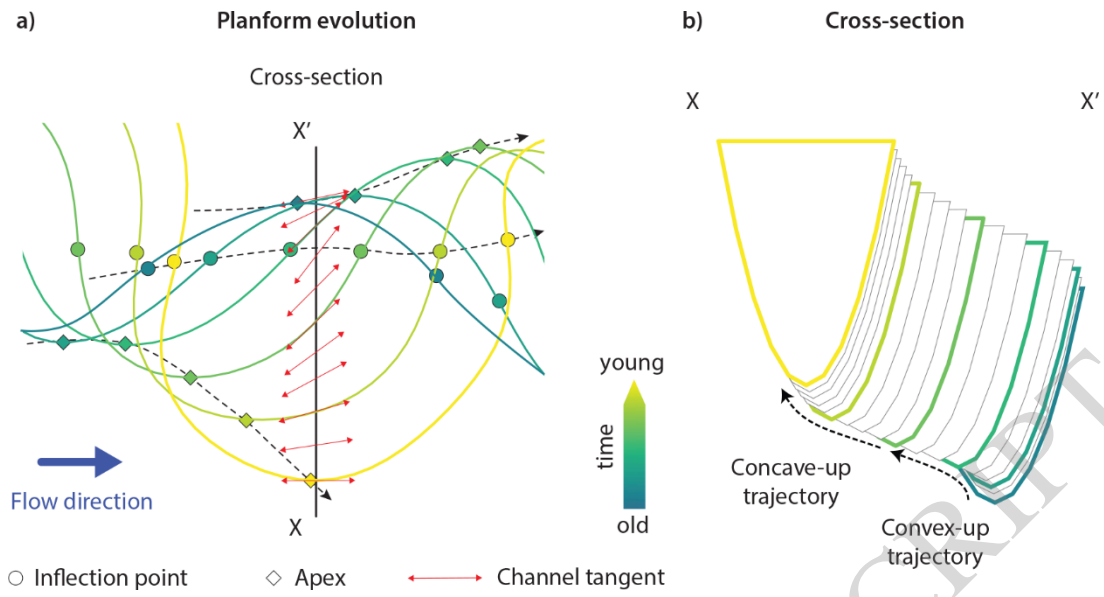 a)
Planform evolution
b)
Cross-section
Cross-section
X
X'
X'
young
time
old
Flow direction
X
Concave-up
trajectory
Convex-up
trajectory
Inflection point
Apex
Channel tangent
CRIPT